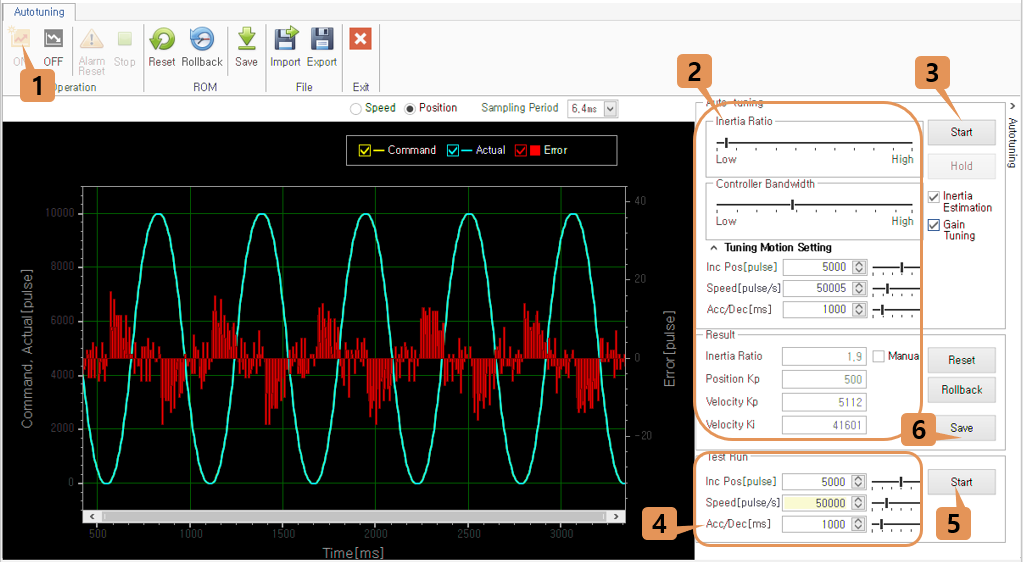 Autotuning
ON OFF Alarm Reset Stop Reset Rollback Save Import Export Exit
Operation ROM File
1
Speed Position Sampling Period 6,4ms
Command Actual Error
Command, Actual[pulse]
10000
8000
6000
4000
2000
0
40
20
0
-20
Error[pulse]
500 1000 1500 2000 2500 3000
Time[ms]
2
3
Auto-tuning
Inertia Ratio
Low High
Controller Bandwidth
Low High
Tuning Motion Setting
Inc Pos[pulse] 5000
Speed[pulse/s] 50005
Acc/Dec[ms] 1000
Start
Hold
Inertia
Estimation
Gain
Tuning
Autotuning
Result
Inertia Ratio 1,9 Manua
Position Kp 500
Velocity Kp 5112
Velocity Ki 41601
Reset
Rollback
6
Save
Test Run
Inc Pos[pulse] 5000
Speed[pulse/s] 50000
Acc/Dec[ms] 1000
Start
4
5